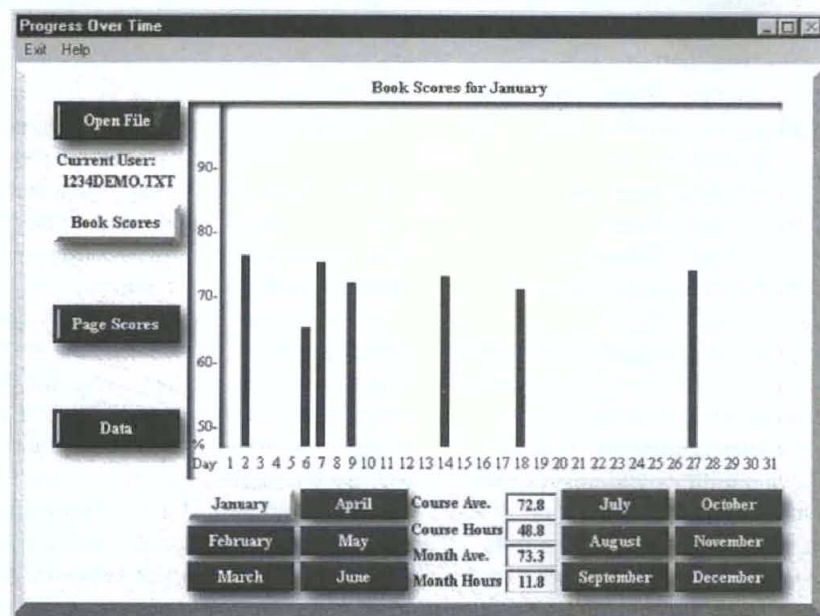 Progress Over Time
Exit Help
Book Scores for January
Open File
Current User:
1234DEMO.TXT
Book Scores
Page Scores
Data
90-
80-
70-
60-
50-
%
Day 1 2 3 4 5 6 7 8 9 10 11 12 13 14 15 16 17 18 19 20 21 22 23 24 25 26 27 28 29 30 31
January April Course Ave. 72.8 July October
Course Hours 48.8
February May August November
Month Ave. 73.3
March June Month Hours 11.8 September December